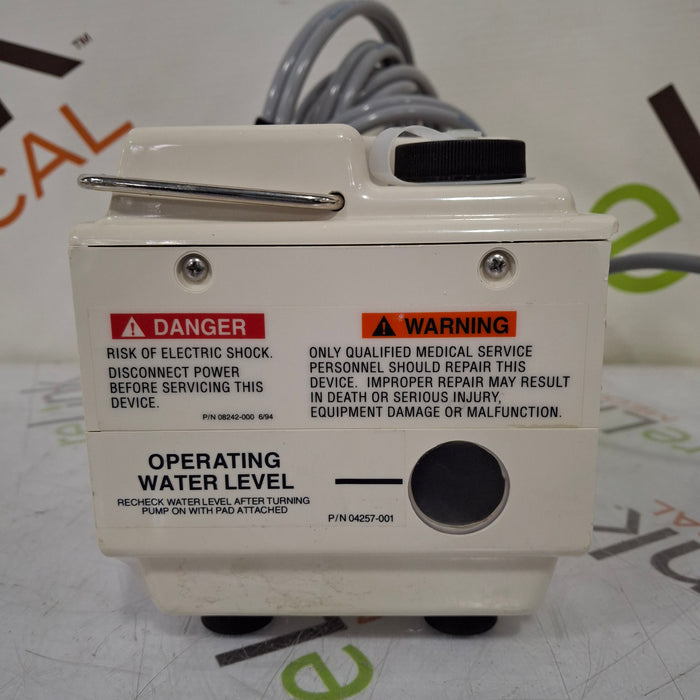 DANGER
RISK OF ELECTRIC SHOCK.
DISCONNECT POWER
BEFORE SERVICING THIS
DEVICE.
P/N 08242-000 6/94
WARNING
ONLY QUALIFIED MEDICAL SERVICE
PERSONNEL SHOULD REPAIR THIS
DEVICE. IMPROPER REPAIR MAY RESULT
IN DEATH OR SERIOUS INJURY,
EQUIPMENT DAMAGE OR MALFUNCTION.
OPERATING
WATER LEVEL
RECHECK WATER LEVEL AFTER TURNING
PUMP ON WITH PAD ATTACHED
P/N 04257-001
TM